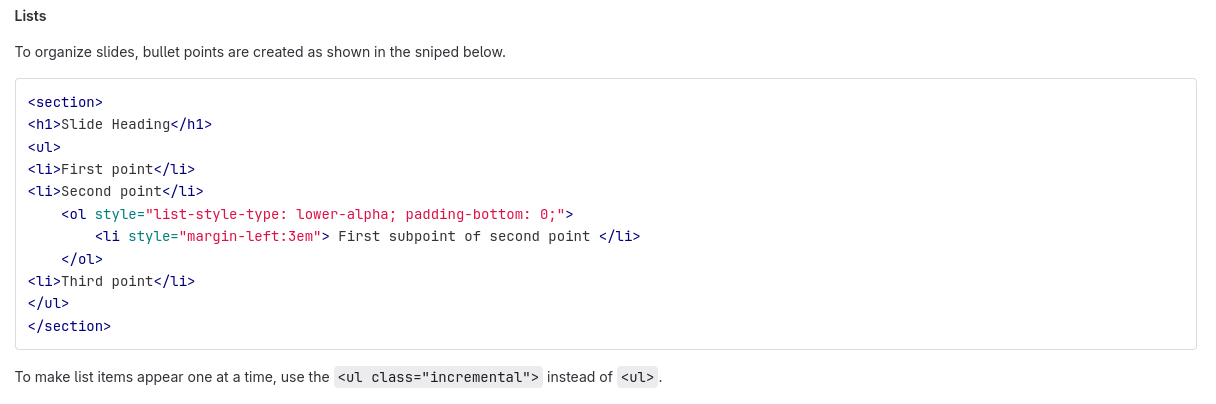 Lists
To organize slides, bullet points are created as shown in the sniped below.
<section>
<h1>Slide Heading</h1>
<ul>
<li>First point</li>
<li>Second point</li>
    <ol style="list-style-type: lower-alpha; padding-bottom: 0;">
        <li style="margin-left:3em"> First subpoint of second point </li>
    </ol>
<li>Third point</li>
</ul>
</section>
To make list items appear one at a time, use the <ul class="incremental"> instead of <ul>.